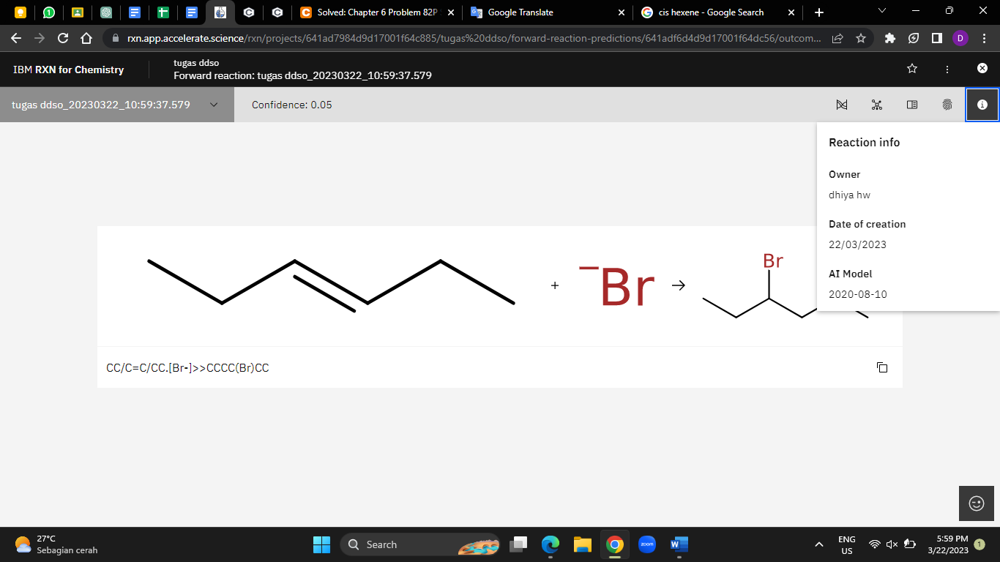 Solved: Chapter 6 Problem 82P
Google Translate
cis hexene - Google Search
rxn.app.accelerate.science/rxn/projects/641ad7984d9d17001f64c885/tugas%20ddso/forward-reaction-predictions/641adf6d4d9d17001f64dc56/outcom...
D
IBM RXN for Chemistry
tugas ddso
Forward reaction: tugas ddso_20230322_10:59:37.579
tugas ddso_20230322_10:59:37.579
Confidence: 0.05
Reaction info
Owner
dhiya hw
Date of creation
22/03/2023
AI Model
2020-08-10
+
−Br
→
Br
CC/C=C/CC.[Br-]>>CCCC(Br)CC
27°C
Sebagian cerah
Search
zoom
W
ENG
US
5:59 PM
3/22/2023
1